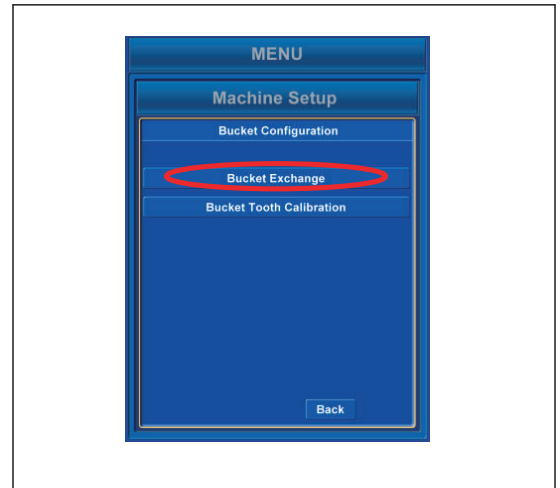 MENU
Machine Setup
Bucket Configuration
Bucket Exchange
Bucket Tooth Calibration
Back